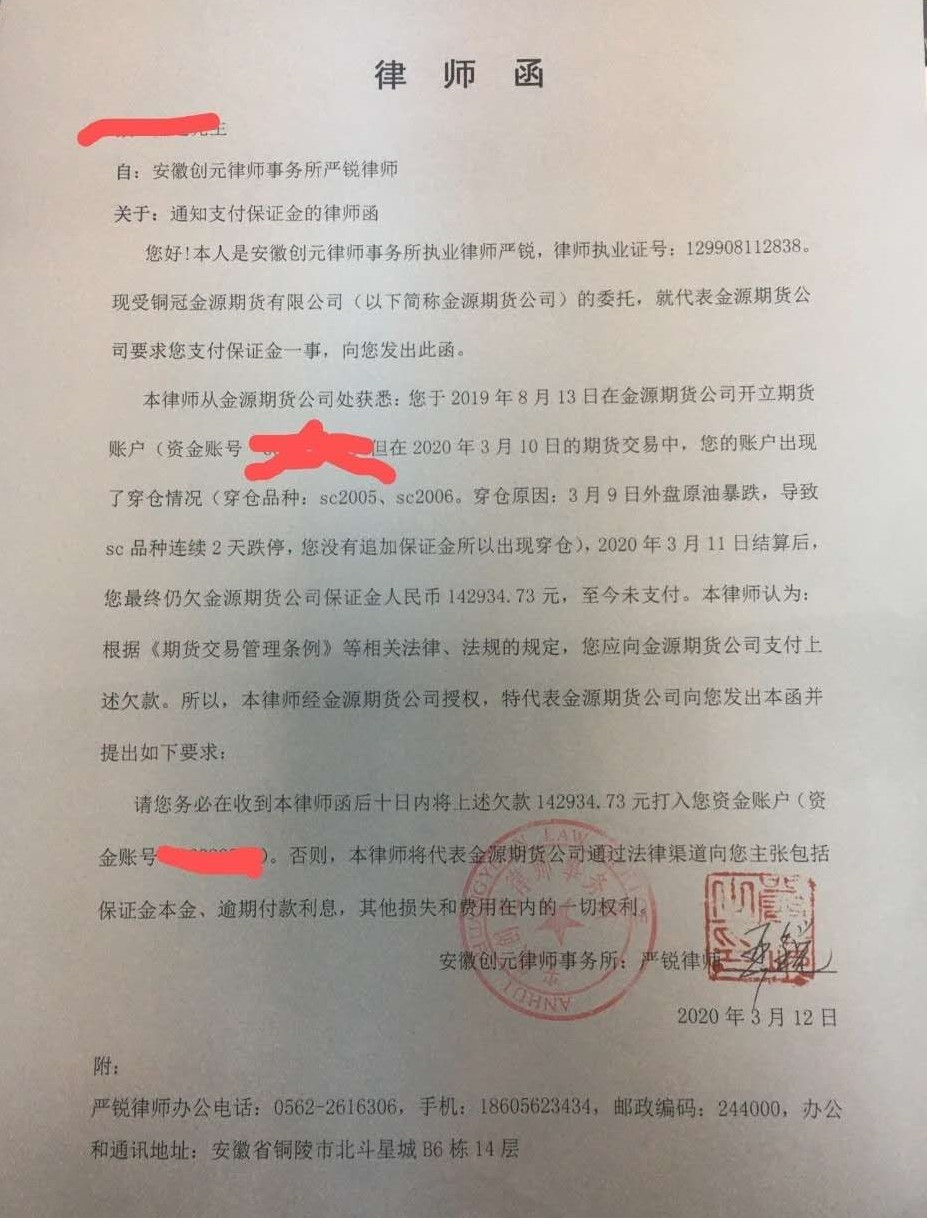 律师函
自：安徽创元律师事务所严锐律师
关于：通知支付保证金的律师函
您好!本人是安徽创元律师事务所执业律师严锐，律师执业证号：129908112838。
现受铜冠金源期货有限公司（以下简称金源期货公司）的委托，就代表金源期货公
司要求您支付保证金一事，向您发出此函。
本律师从金源期货公司处获悉：您于 2019 年 8 月 13 日在金源期货公司开立期货
账户（资金账号 但在 2020 年 3 月 10 日的期货交易中，您的账户出现
了穿仓情况（穿仓品种：sc2005、sc2006。穿仓原因：3 月 9 日外盘原油暴跌，导致
sc 品种连续 2 天跌停，您没有追加保证金所以出现穿仓），2020 年 3 月 11 日结算后，
您最终仍欠金源期货公司保证金人民币 142934.73 元，至今未支付。本律师认为：
根据《期货交易管理条例》等相关法律、法规的规定，您应向金源期货公司支付上
述欠款。所以，本律师经金源期货公司授权，特代表金源期货公司向您发出本函并
提出如下要求：
请您务必在收到本律师函后十日内将上述欠款 142934.73 元打入您资金账户（资
金账号 ）。否则，本律师将代表金源期货公司通过法律渠道向您主张包括
保证金本金、逾期付款利息，其他损失和费用在内的一切权利。
安徽创元律师事务所：严锐律师
2020 年 3 月 12 日
附：
严锐律师办公电话：0562-2616306，手机：18605623434，邮政编码：244000，办公
和通讯地址：安徽省铜陵市北斗星城 B6 栋 14 层